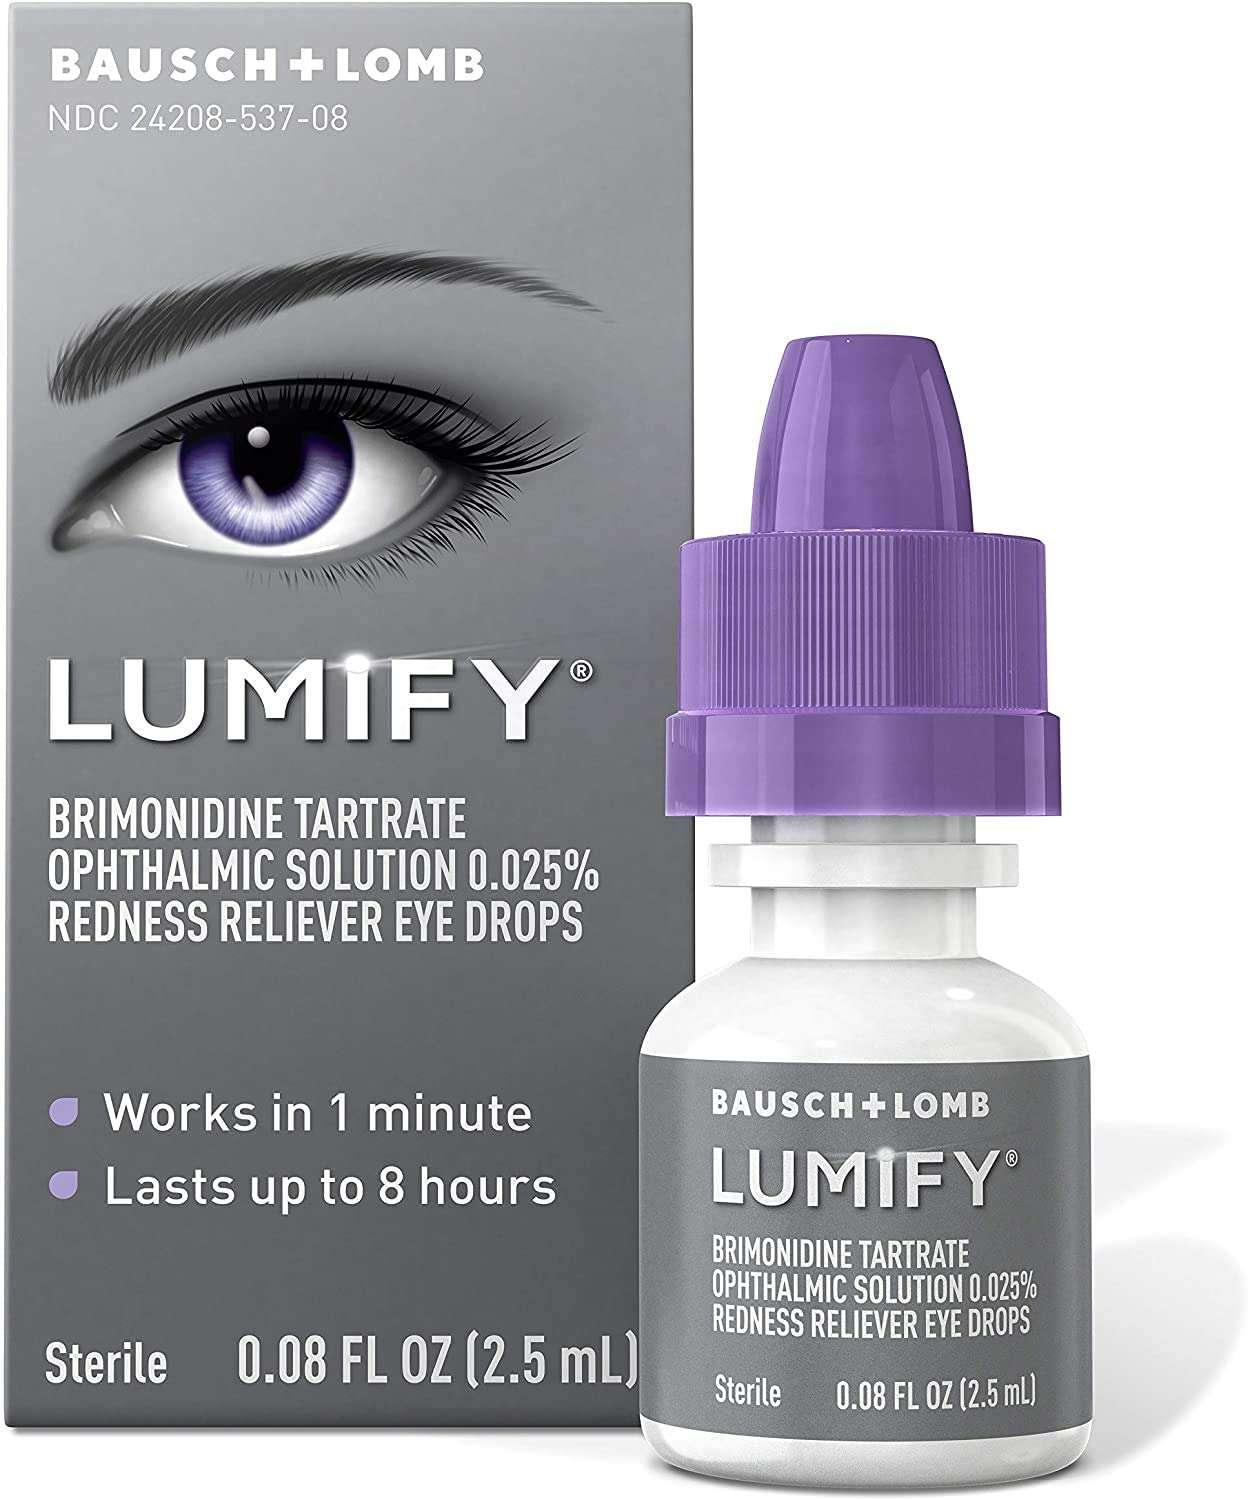 BAUSCH+LOMB
NDC 24208-537-08
LUMiFY®
BRIMONIDINE TARTRATE
OPHTHALMIC SOLUTION 0.025%
REDNESS RELIEVER EYE DROPS
Works in 1 minute
Lasts up to 8 hours
Sterile 0.08 FL OZ (2.5 mL)
BAUSCH+LOMB
LUMiFY®
BRIMONIDINE TARTRATE
OPHTHALMIC SOLUTION 0.025%
REDNESS RELIEVER EYE DROPS
Sterile 0.08 FL OZ (2.5 mL)